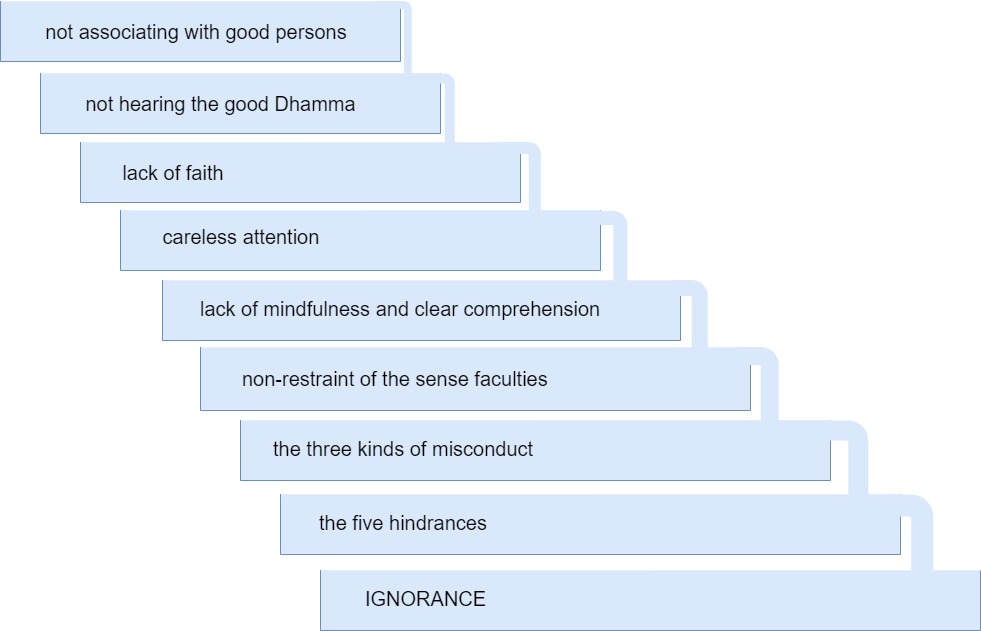 not associating with good persons
not hearing the good Dhamma
lack of faith
careless attention
lack of mindfulness and clear comprehension
non-restraint of the sense faculties
the three kinds of misconduct
the five hindrances
IGNORANCE